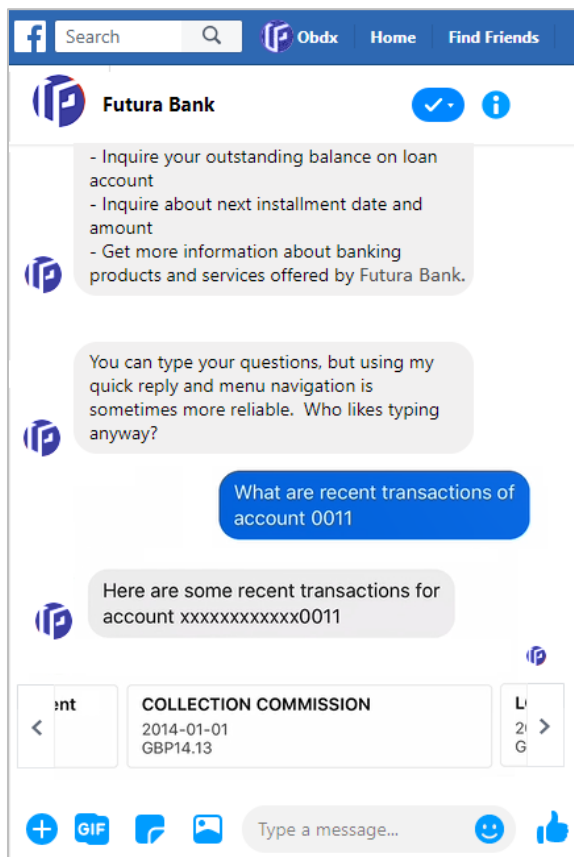 Search
Obdx
Home
Find Friends
Futura Bank
- Inquire your outstanding balance on loan
account
- Inquire about next installment date and
amount
- Get more information about banking
products and services offered by Futura Bank.
You can type your questions, but using my
quick reply and menu navigation is
sometimes more reliable.  Who likes typing
anyway?
What are recent transactions of
account 0011
Here are some recent transactions for
account xxxxxxxxxxxx0011
COLLECTION COMMISSION
2014-01-01
GBP14.13
GIF
Type a message...